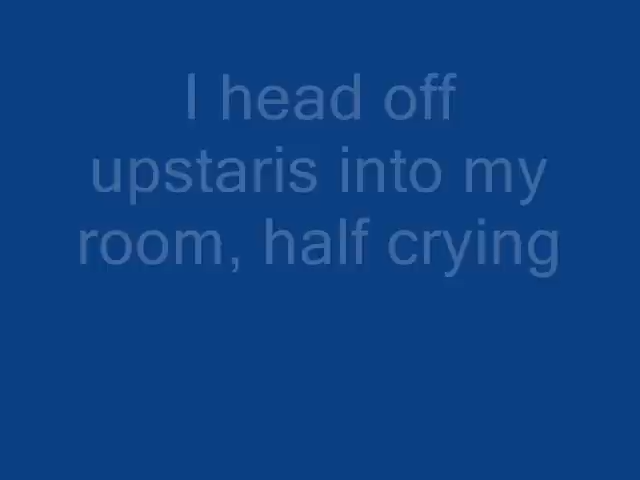 I head off
upstaris into my
room, half crying